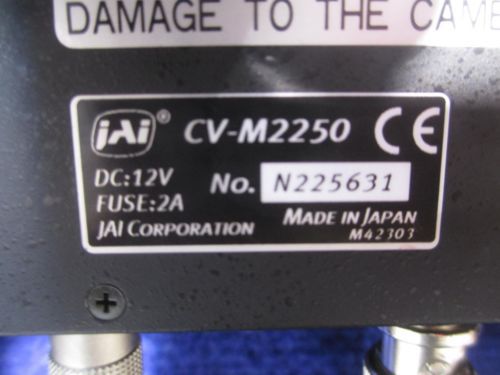 DAMAGE TO THE CAME
JAi CV-M2250 CE
DC:12V No. N225631
FUSE:2A
JAI CORPORATION MADE IN JAPAN
M42303